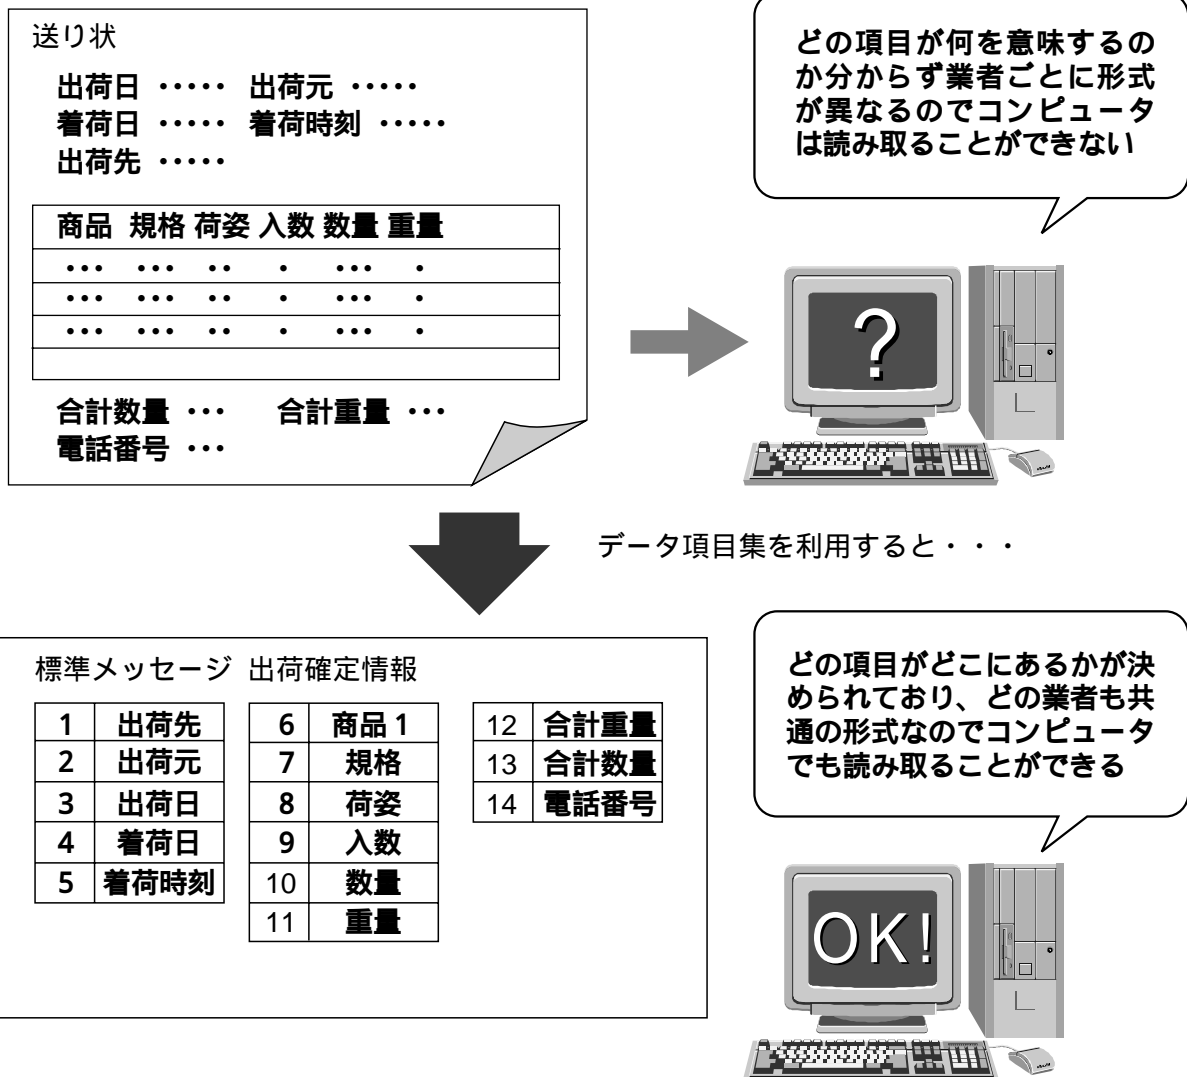 送り状
出荷日 ・・・・・ 出荷元 ・・・・・
着荷日 ・・・・・ 着荷時刻 ・・・・・
出荷先 ・・・・・
商品 規格 荷姿 入数 数量 重量
・・・ ・・・ ・・ ・ ・・・ ・
・・・ ・・・ ・・ ・ ・・・ ・
・・・ ・・・ ・・ ・ ・・・ ・
合計数量 ・・・ 合計重量 ・・・
電話番号 ・・・
どの項目が何を意味するの
か分からず業者ごとに形式
が異なるのでコンピュータ
は読み取ることができない
?
データ項目集を利用すると・・・
標準メッセージ 出荷確定情報
1 出荷先
2 出荷元
3 出荷日
4 着荷日
5 着荷時刻
6 商品1
7 規格
8 荷姿
9 入数
10 数量
11 重量
12 合計重量
13 合計数量
14 電話番号
どの項目がどこにあるかが決
められており、どの業者も共
通の形式なのでコンピュータ
でも読み取ることができる
OK!